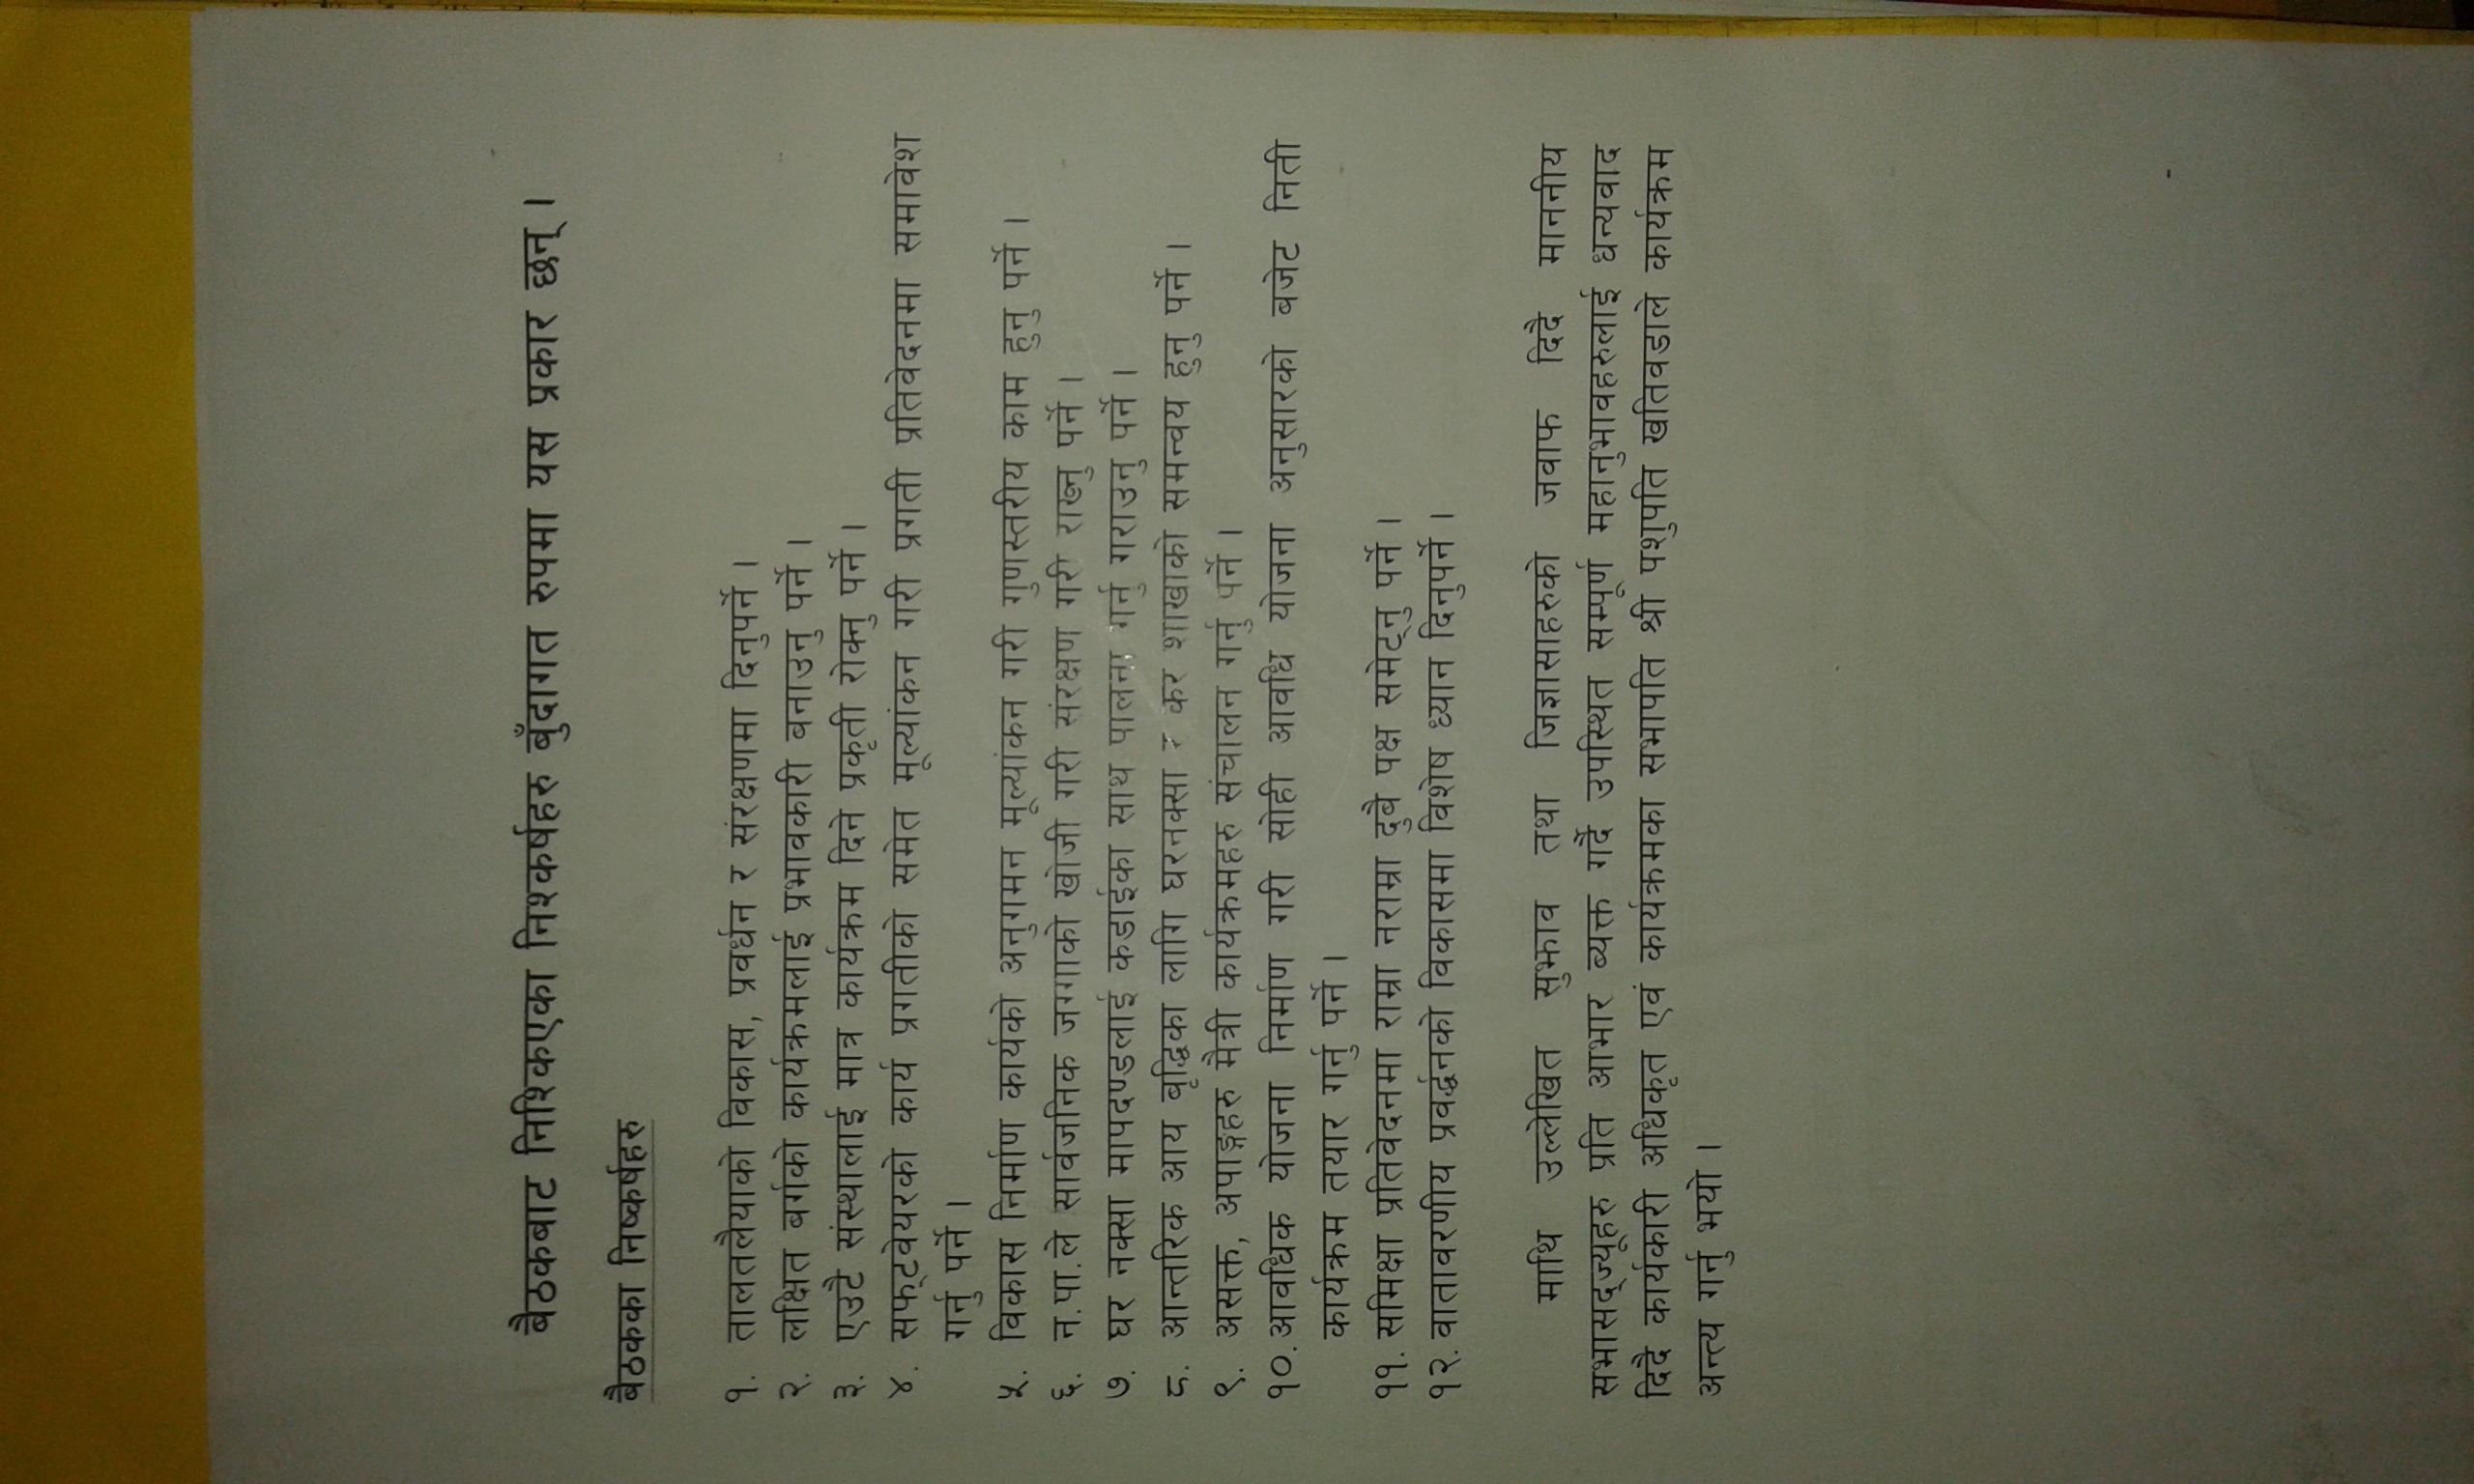 बैठकबाट निश्किएका निश्कर्षहरु बुँदागत रुपमा यस प्रकार छन् ।
बैठकका निष्कर्षहरु
१. तालतलैयाको विकास, प्रवर्धन र संरक्षणमा दिनुपर्ने ।
२. लक्षित बर्गको कार्यक्रमलाई प्रभावकारी बनाउनु पर्ने ।
३. एउटै संस्थालाई मात्र कार्यक्रम दिने प्रकृती रोक्नु पर्ने ।
४. सफ्टवेयरको कार्य प्रगतीको समेत मूल्यांकन गरी प्रगती प्रतिवेदनमा समावेश
गर्नु पर्ने ।
५. विकास निर्माण कार्यको अनुगमन मूल्यांकन गरी गुणस्तरीय काम हुनु पर्ने ।
६. न.पा.ले सार्वजनिक जग्गाको खोजी गरी संरक्षण गरी राख्नु पर्ने ।
७. घर नक्सा मापदण्डलाई कडाईका साथ पालना गर्नु गराउनु पर्ने ।
८. आन्तरिक आय बृद्धिका लागि घरनक्सा र कर शाखाको समन्वय हुनु पर्ने ।
९. असक्त, अपाङ्गहरु मैत्री कार्यक्रमहरु संचालन गर्नु पर्ने ।
१०. आवधिक योजना निर्माण गरी सोही आवधि योजना अनुसारको बजेट निती
कार्यक्रम तयार गर्नु पर्ने ।
११. समिक्षा प्रतिवेदनमा राम्रा नराम्रा दुबै पक्ष समेट्नु पर्ने ।
१२. वातावरणीय प्रवर्द्धनको विकासमा विशेष ध्यान दिनुपर्ने ।
माथि उल्लेखित सुझाव तथा जिज्ञासाहरुको जवाफ दिदै माननीय
सभासद्ज्यूहरु प्रति आभार ब्यक्त गर्दै उपस्थित सम्पूर्ण महानुभावहरुलाई धन्यवाद
दिदै कार्यकारी अधिकृत एवं कार्यक्रमका सभापति श्री पशुपति खतिवडाले कार्यक्रम
अन्त्य गर्नु भयो ।